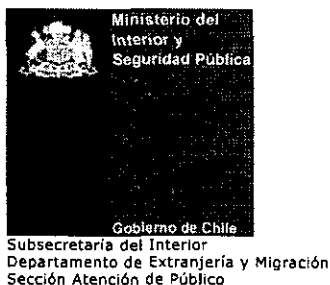 Ministerio del
Interior y
Seguridad Pública
Gobierno de Chile
Subsecretaría del Interior
Departamento de Extranjería y Migración
Sección Atención de Público